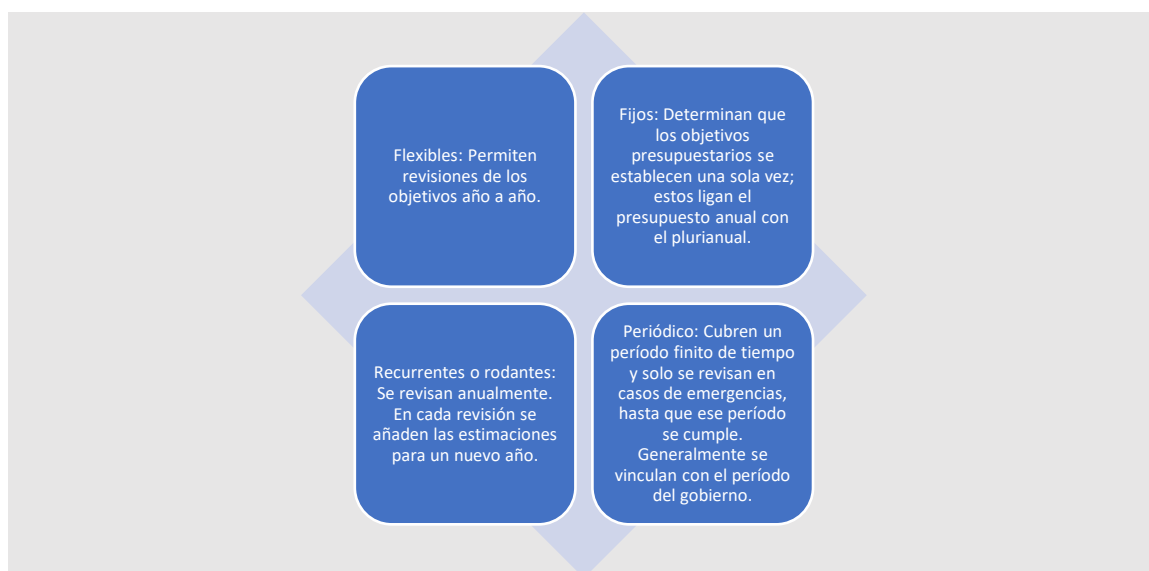 Flexibles: Permiten
revisiones de los
objetivos año a año.
Fijos: Determinan que
los objetivos
presupuestarios se
establecen una sola vez;
estos ligan el
presupuesto anual con
el plurianual.
Recurrentes o rodantes:
Se revisan anualmente.
En cada revisión se
añaden las estimaciones
para un nuevo año.
Periódico: Cubren un
período finito de tiempo
y solo se revisan en
casos de emergencias,
hasta que ese período
se cumple.
Generalmente se
vinculan con el período
del gobierno.